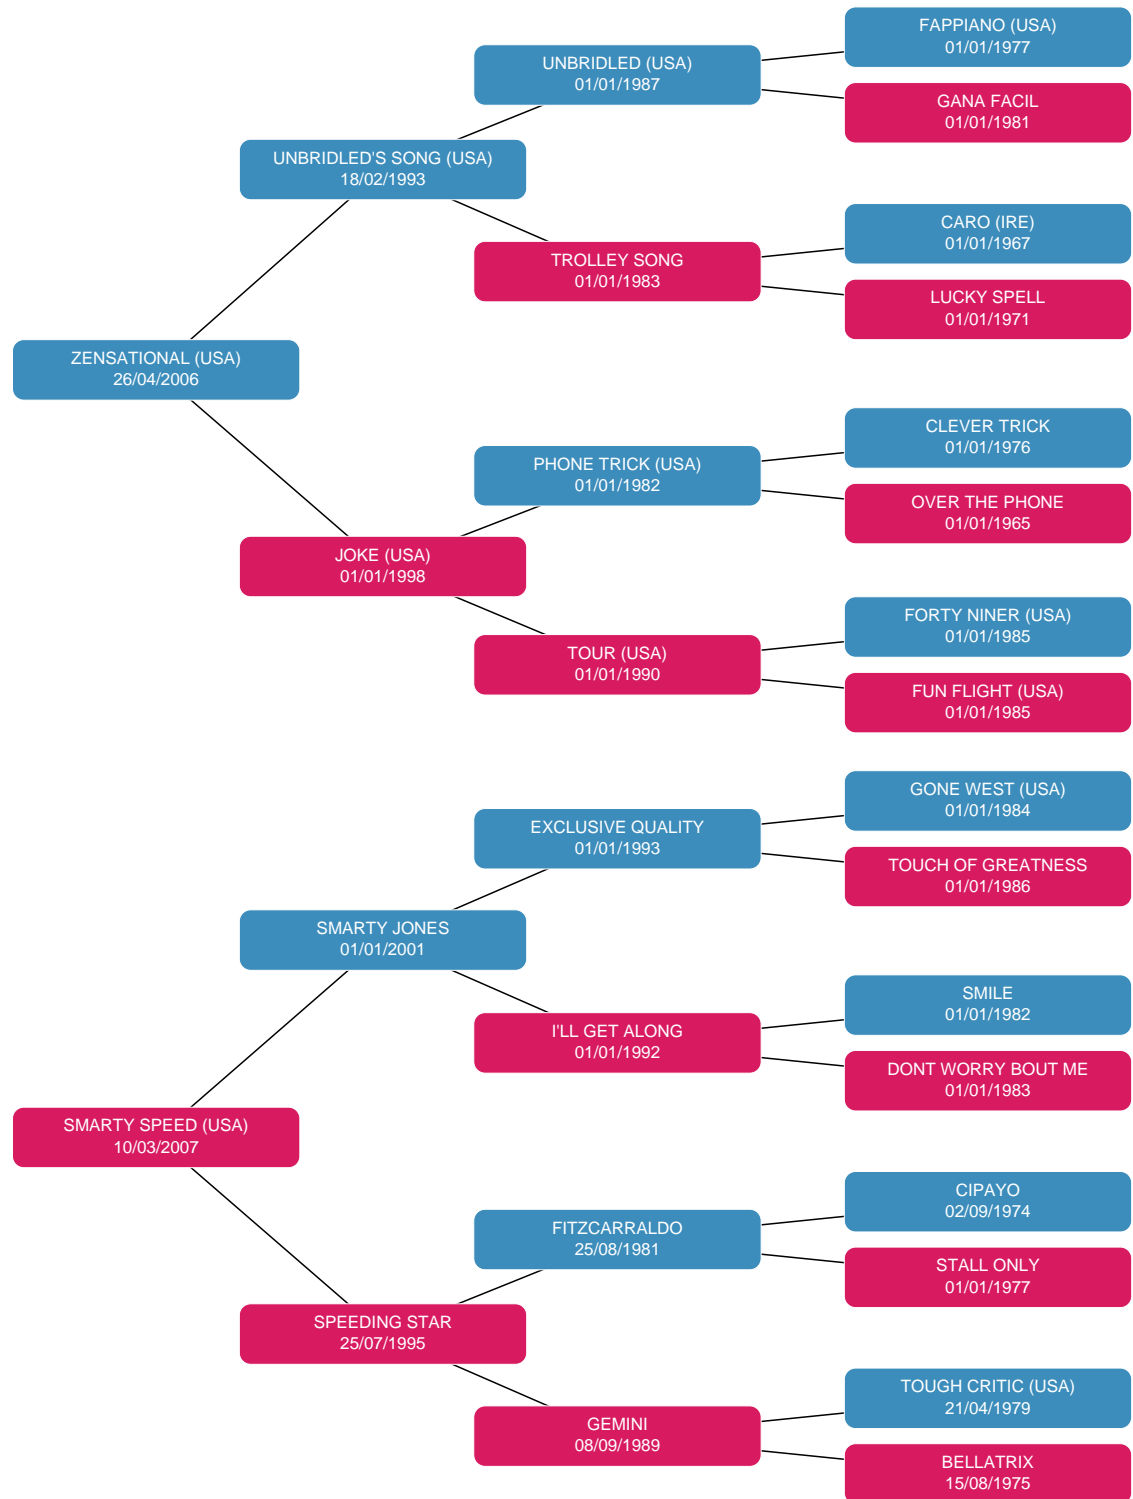 FAPPIANO (USA)
01/01/1977
UNBRIDLED (USA)
01/01/1987
GANA FACIL
01/01/1981
UNBRIDLED'S SONG (USA)
18/02/1993
CARO (IRE)
01/01/1967
TROLLEY SONG
01/01/1983
LUCKY SPELL
01/01/1971
ZENSATIONAL (USA)
26/04/2006
CLEVER TRICK
01/01/1976
PHONE TRICK (USA)
01/01/1982
OVER THE PHONE
01/01/1965
JOKE (USA)
01/01/1998
FORTY NINER (USA)
01/01/1985
TOUR (USA)
01/01/1990
FUN FLIGHT (USA)
01/01/1985
GONE WEST (USA)
01/01/1984
EXCLUSIVE QUALITY
01/01/1993
TOUCH OF GREATNESS
01/01/1986
SMARTY JONES
01/01/2001
SMILE
01/01/1982
I'LL GET ALONG
01/01/1992
DONT WORRY BOUT ME
01/01/1983
SMARTY SPEED (USA)
10/03/2007
CIPAYO
02/09/1974
FITZCARRALDO
25/08/1981
STALL ONLY
01/01/1977
SPEEDING STAR
25/07/1995
TOUGH CRITIC (USA)
21/04/1979
GEMINI
08/09/1989
BELLATRIX
15/08/1975